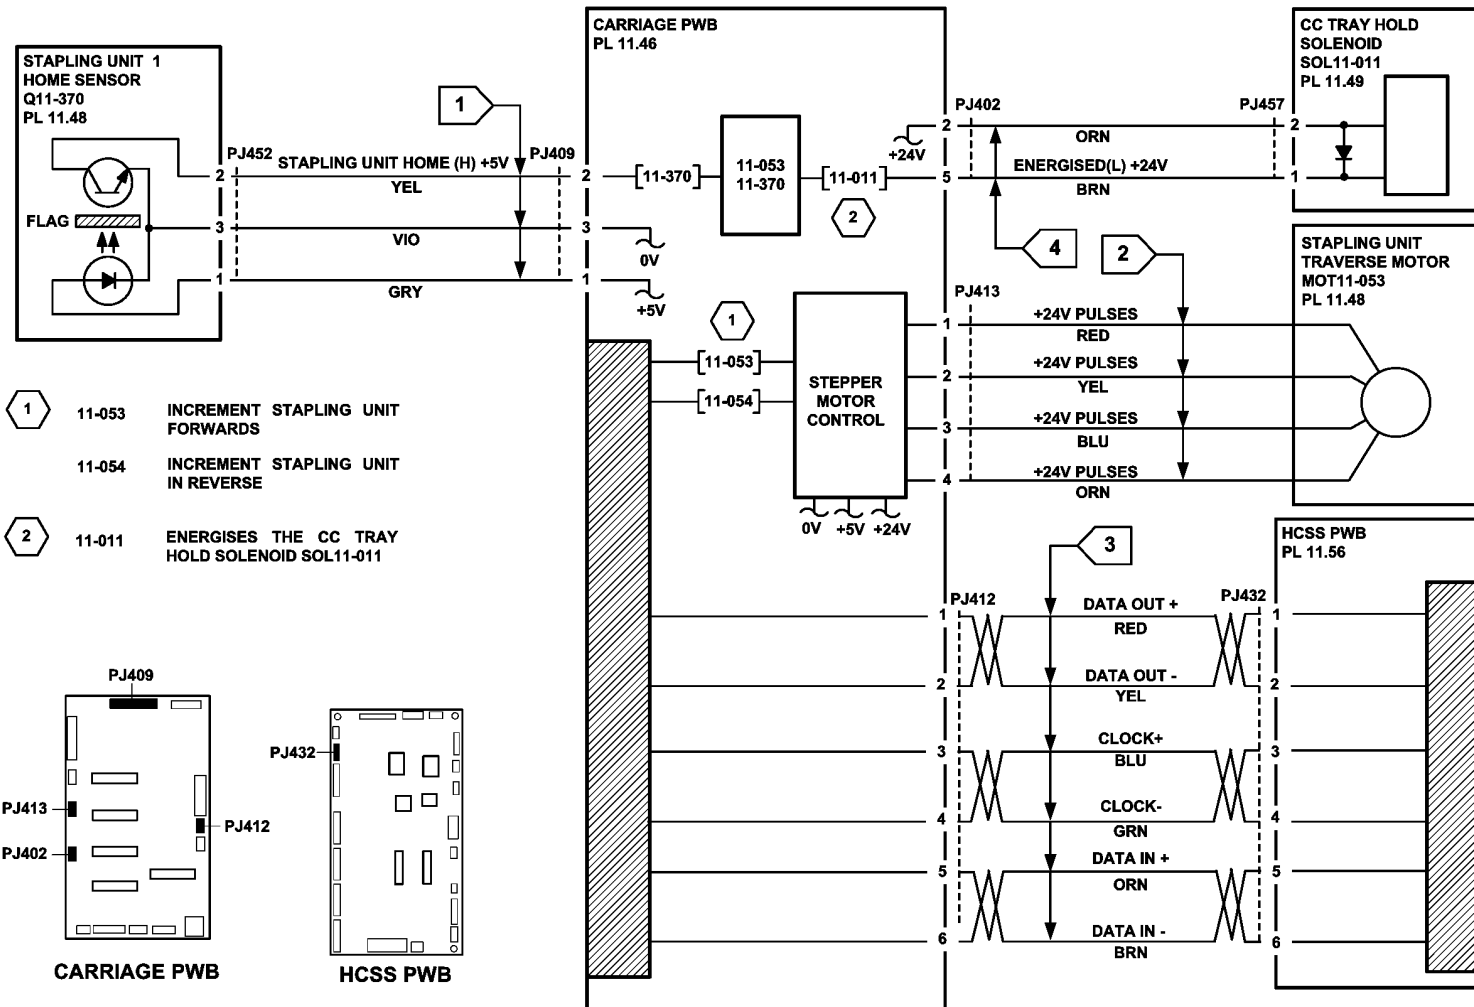 STAPLING UNIT 1
HOME SENSOR
Q11-370
PL 11.48
FLAG
PJ452
2
3
1
STAPLING UNIT HOME (H) +5V
YEL
VIO
GRY
1
PJ409
2
3
1
CARRIAGE PWB
PL 11.46
[11-370]
11-053
11-370
[11-011]
2
0V
+5V
+24V
2
5
PJ402
ORN
ENERGISED(L) +24V
BRN
4
PJ457
2
1
CC TRAY HOLD
SOLENOID
SOL11-011
PL 11.49
1
[11-053]
[11-054]
STEPPER
MOTOR
CONTROL
0V
+5V
+24V
PJ413
1
2
3
4
2
+24V PULSES
RED
+24V PULSES
YEL
+24V PULSES
BLU
+24V PULSES
ORN
STAPLING UNIT
TRAVERSE MOTOR
MOT11-053
PL 11.48
1
11-053
INCREMENT STAPLING UNIT
FORWARDS
11-054
INCREMENT STAPLING UNIT
IN REVERSE
2
11-011
ENERGISES THE CC TRAY
HOLD SOLENOID SOL11-011
3
HCSS PWB
PL 11.56
PJ412
PJ432
1
DATA OUT +
RED
1
2
DATA OUT -
YEL
2
3
CLOCK+
BLU
3
4
CLOCK-
GRN
4
5
DATA IN +
ORN
5
6
DATA IN -
BRN
6
PJ409
PJ413
PJ402
PJ412
CARRIAGE PWB
PJ432
HCSS PWB